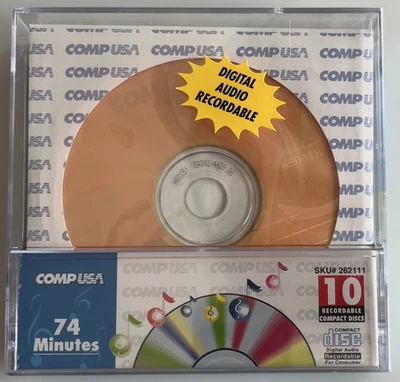 COMPUSA COMPUSA COMPUSA
DIGITAL
AUDIO
RECORDABLE
COMPUSA
74
Minutes
SKU# 262111
10
RECORDABLE
COMPACT DISCS
COMPACT
disc
Digital Audio
Recordable
For Consumer